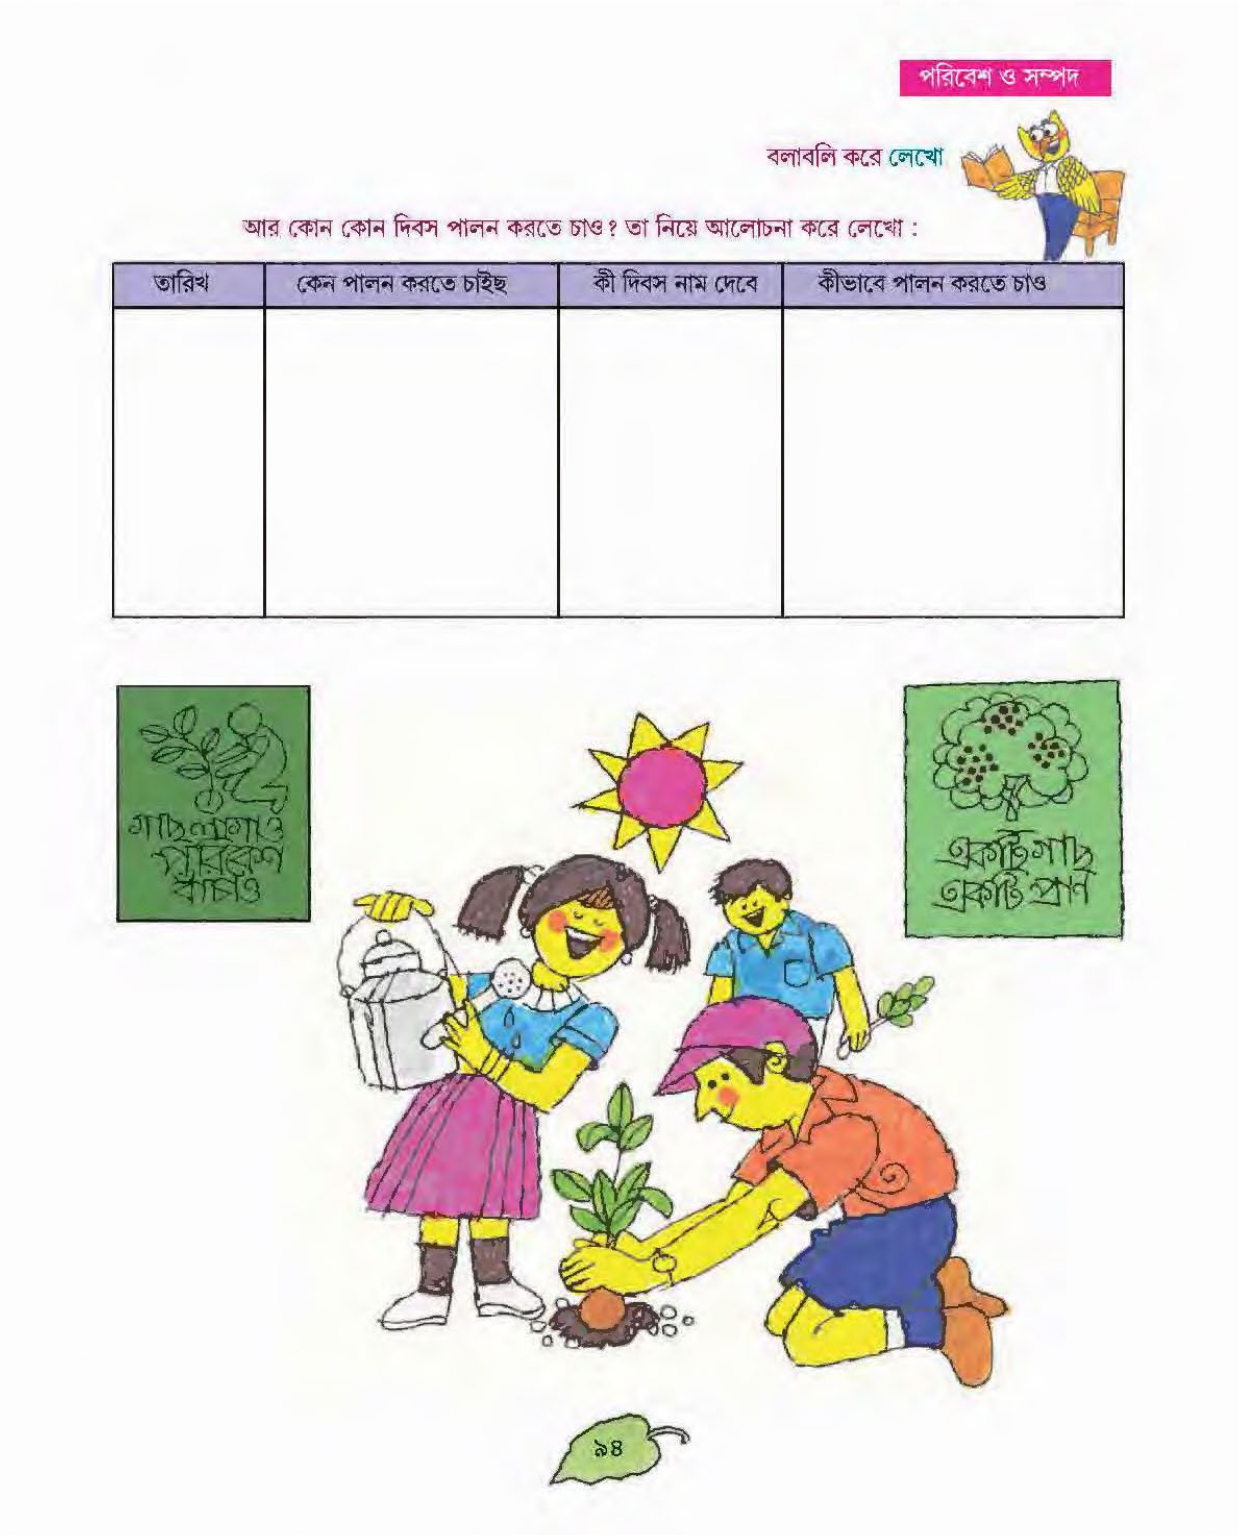 পরিবেশ ও সম্পদ
বলাবলি করে লেখো
আর কোন কোন দিবস পালন করতে চাও? তা নিয়ে আলোচনা করে লেখো :
তারিখ কেন পালন করতে চাইছ কী দিবস নাম দেবে কীভাবে পালন করতে চাও
গাছ লাগাও
পরিবেশ
বাঁচাও
একটি গাছ
একটি প্রাণ
৯৪